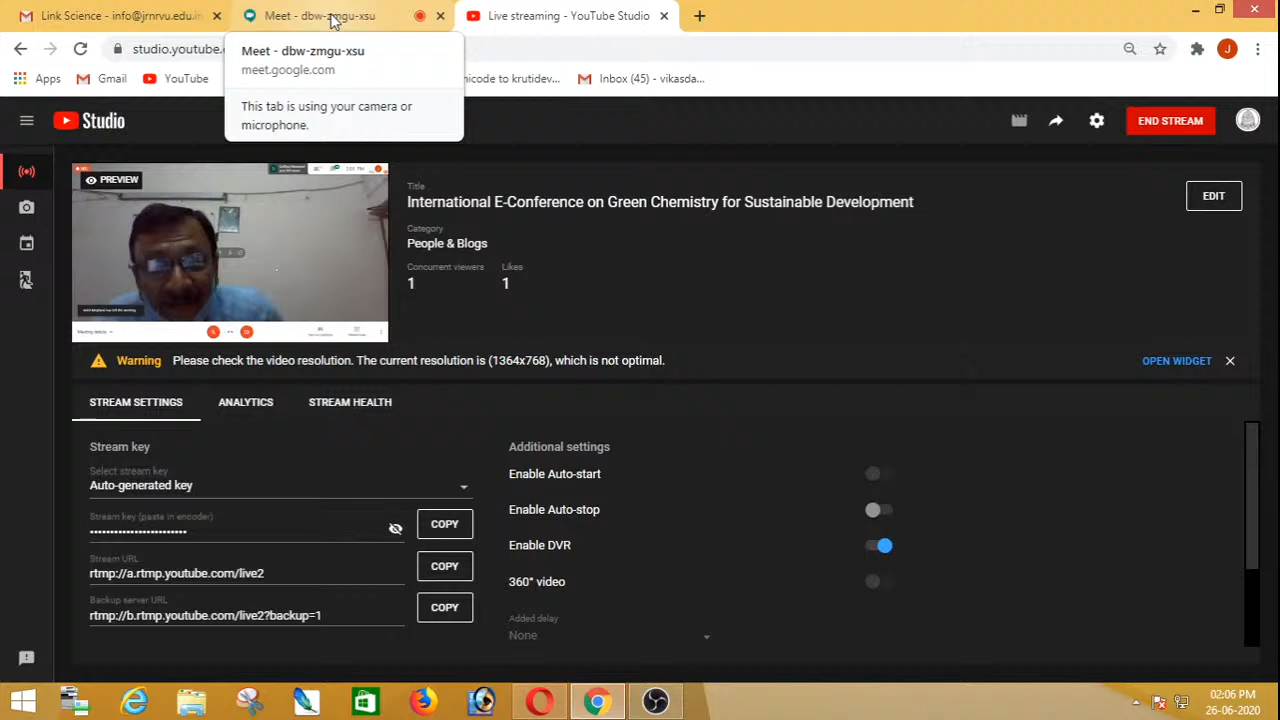 Link Science - info@jrnrvu.edu.in
Meet - dbw-zmgu-xsu
Live streaming - YouTube Studio
studio.youtube.c
Meet - dbw-zmgu-xsu
meet.google.com
This tab is using your camera or
microphone.
Apps
Gmail
YouTube
nicode to krutidev...
Inbox (45) - vikasda...
J
Studio
END STREAM
PREVIEW
Title
International E-Conference on Green Chemistry for Sustainable Development
EDIT
Category
People & Blogs
Concurrent viewers
Likes
1
1
Meeting details
Warning
Please check the video resolution. The current resolution is (1364x768), which is not optimal.
OPEN WIDGET
STREAM SETTINGS
ANALYTICS
STREAM HEALTH
Stream key
Select stream key
Auto-generated key
Stream key (paste in encoder)
COPY
Stream URL
rtmp://a.rtmp.youtube.com/live2
COPY
Backup server URL
rtmp://b.rtmp.youtube.com/live2?backup=1
COPY
Additional settings
Enable Auto-start
Enable Auto-stop
Enable DVR
360° video
Added delay
None
02:06 PM
26-06-2020